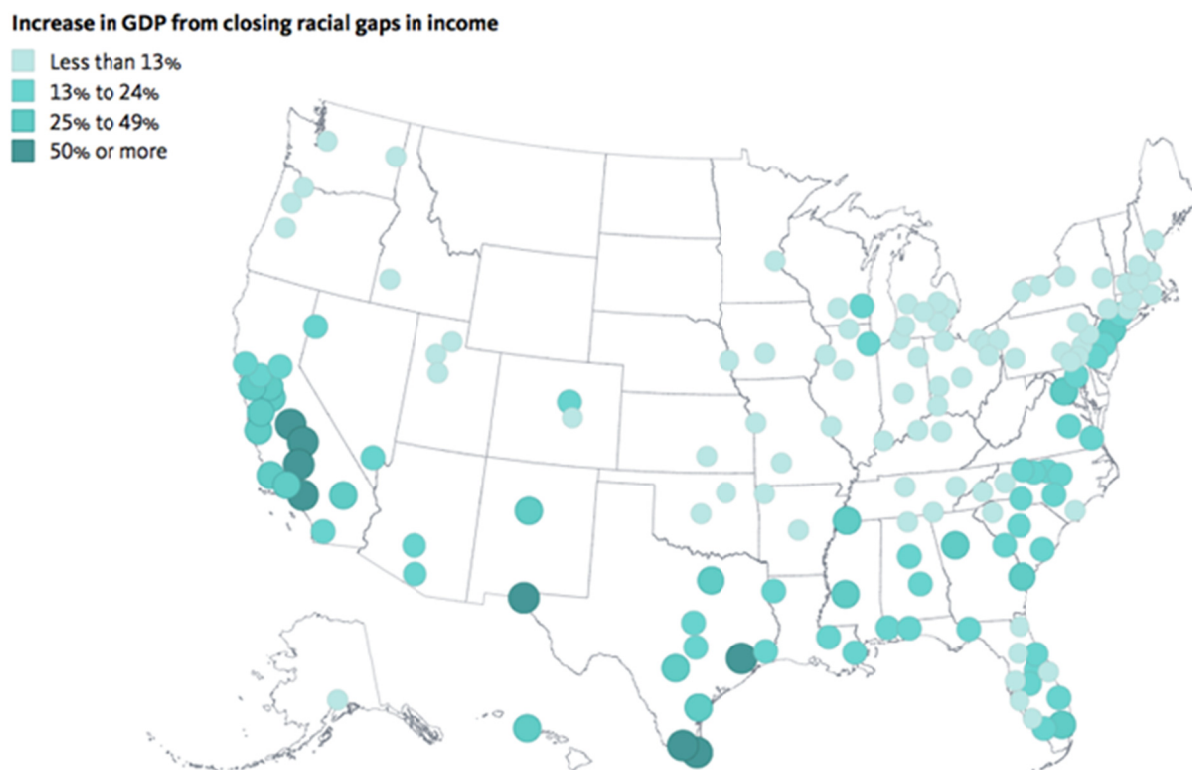 Increase in GDP from closing racial gaps in income
Less than 13%
13% to 24%
25% to 49%
50% or more